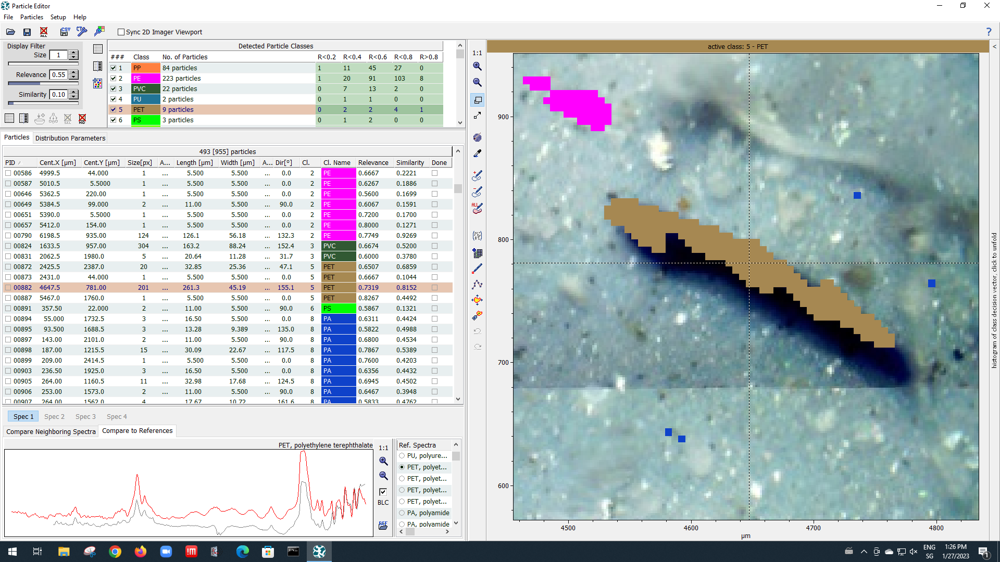 Particle Editor
File Particles Setup Help
ALL CSV CTR Sync 2D Imager Viewport ?
Display Filter
Size 1
Relevance 0.55
Similarity 0.10
SEL HID
Detected Particle Classes
### Class No. of Particles R<0.2 R<0.4 R<0.6 R<0.8 R>0.8
1 PP 84 particles 1 11 45 27 0
2 PE 223 particles 1 20 91 103 8
3 PVC 22 particles 0 7 13 2 0
4 PU 2 particles 0 1 1 0 0
5 PET 9 particles 0 2 2 4 1
6 PS 3 particles 0 1 2 0 0
Particles Distribution Parameters
493 [955] particles
PID Cent.X [µm] Cent.Y [µm] Size[px] A... Length [µm] Width [µm] A... Dir[°] Cl. Cl. Name Relevance Similarity Done
00586 4999.5 44.000 1 ... 5.500 5.500 ... 0.0 2 PE 0.6667 0.2221
00587 5010.5 5.5000 1 ... 5.500 5.500 ... 0.0 2 PE 0.6267 0.1886
00646 5362.5 220.00 1 ... 5.500 5.500 ... 0.0 2 PE 0.5600 0.1699
00649 5384.5 99.000 2 ... 11.00 5.500 ... 90.0 2 PE 0.6067 0.1591
00651 5390.0 5.5000 1 ... 5.500 5.500 ... 0.0 2 PE 0.7200 0.1700
00657 5412.0 154.00 1 ... 5.500 5.500 ... 0.0 2 PE 0.8000 0.1271
00790 6198.5 935.00 124 ... 126.1 56.18 ... 132.3 2 PE 0.7749 0.9269
00824 1633.5 957.00 304 ... 163.2 88.24 ... 152.4 3 PVC 0.6674 0.5200
00831 2062.5 1980.0 5 ... 20.64 11.28 ... 31.7 3 PVC 0.6000 0.3780
00872 2425.5 2387.0 20 ... 32.85 25.36 ... 47.1 5 PET 0.6507 0.6859
00873 2431.0 44.000 1 ... 5.500 5.500 ... 0.0 5 PET 0.6667 0.1044
00882 4647.5 781.00 201 ... 261.3 45.19 ... 155.1 5 PET 0.7319 0.8152
00887 5467.0 1760.0 1 ... 5.500 5.500 ... 0.0 5 PET 0.8267 0.4492
00891 357.50 22.000 2 ... 11.00 5.500 ... 90.0 6 PS 0.5867 0.1321
00894 55.000 1732.5 3 ... 16.50 5.500 ... 0.0 8 PA 0.6311 0.4424
00895 93.500 1688.5 3 ... 13.28 9.389 ... 135.0 8 PA 0.5822 0.4988
00897 143.00 2101.0 2 ... 11.00 5.500 ... 90.0 8 PA 0.6800 0.4534
00898 187.00 1215.5 15 ... 30.09 22.67 ... 117.5 8 PA 0.7867 0.5389
00899 209.00 2414.5 1 ... 5.500 5.500 ... 0.0 8 PA 0.7600 0.4203
00903 236.50 1925.0 3 ... 16.50 5.500 ... 0.0 8 PA 0.6356 0.4432
00905 264.00 1160.5 11 ... 32.98 17.68 ... 124.5 8 PA 0.6945 0.4502
00906 253.00 1573.0 2 ... 11.00 5.500 ... 90.0 8 PA 0.6467 0.3948
00907 264.00 1562.0 4 ... 17.67 10.72 ... 161.6 8 PA 0.5833 0.4762
Spec 1 Spec 2 Spec 3 Spec 4
Compare Neighboring Spectra Compare to References
PET, polyethylene terephthalate
1:1
BLC
REF
Ref. Spectra
PU, polyure...
PET, polyet...
PET, polyet...
PET, polyet...
PET, polyet...
PA, polyamide
PA, polyamide
1:1
ALL
active class: 5 - PET
900
800
700
600
4500 4600 4700 4800
µm
<
histogram of class decision vector, click to unfold
ENG
SG
1:26 PM
1/27/2023
1